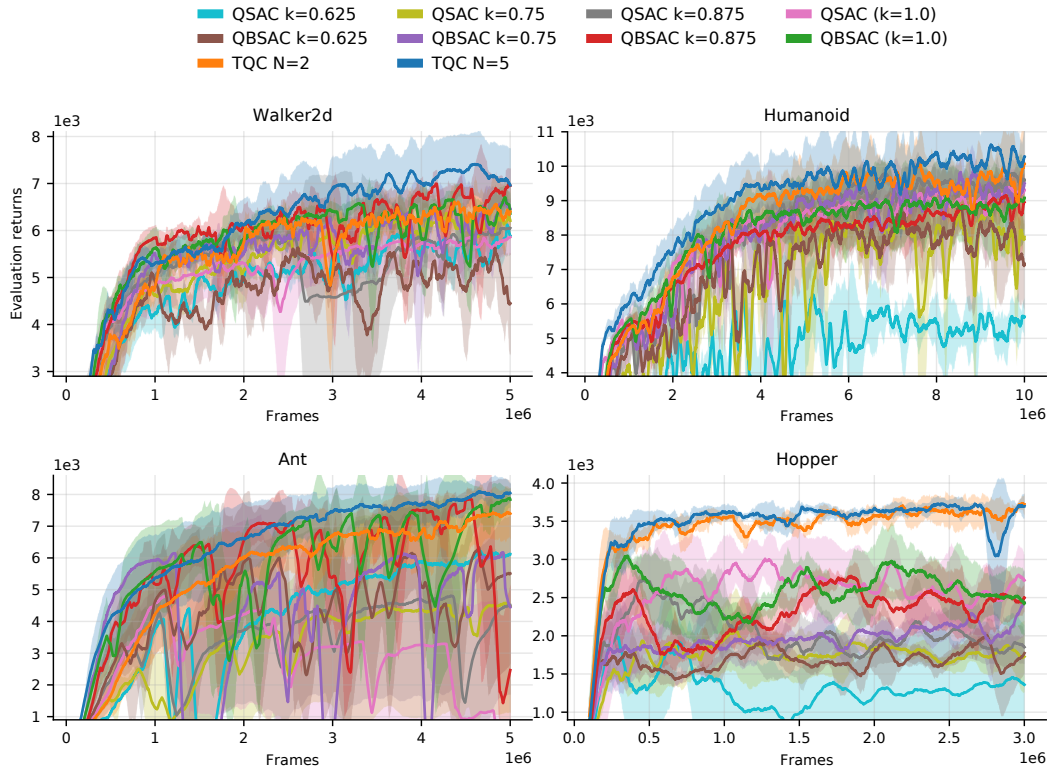 QSAC k=0.625 QSAC k=0.75 QSAC k=0.875 QSAC (k=1.0)
QBSAC k=0.625 QBSAC k=0.75 QBSAC k=0.875 QBSAC (k=1.0)
TQC N=2 TQC N=5
Walker2d
1e3
8
7
6
5
4
3
Evaluation returns
0 1 2 3 4 5
Frames
1e6
Humanoid
1e3
11
10
9
8
7
6
5
4
0 2 4 6 8 10
Frames
1e6
Ant
1e3
8
7
6
5
4
3
2
1
0 1 2 3 4 5
Frames
1e6
Hopper
1e3
4.0
3.5
3.0
2.5
2.0
1.5
1.0
0.0 0.5 1.0 1.5 2.0 2.5 3.0
Frames
1e6